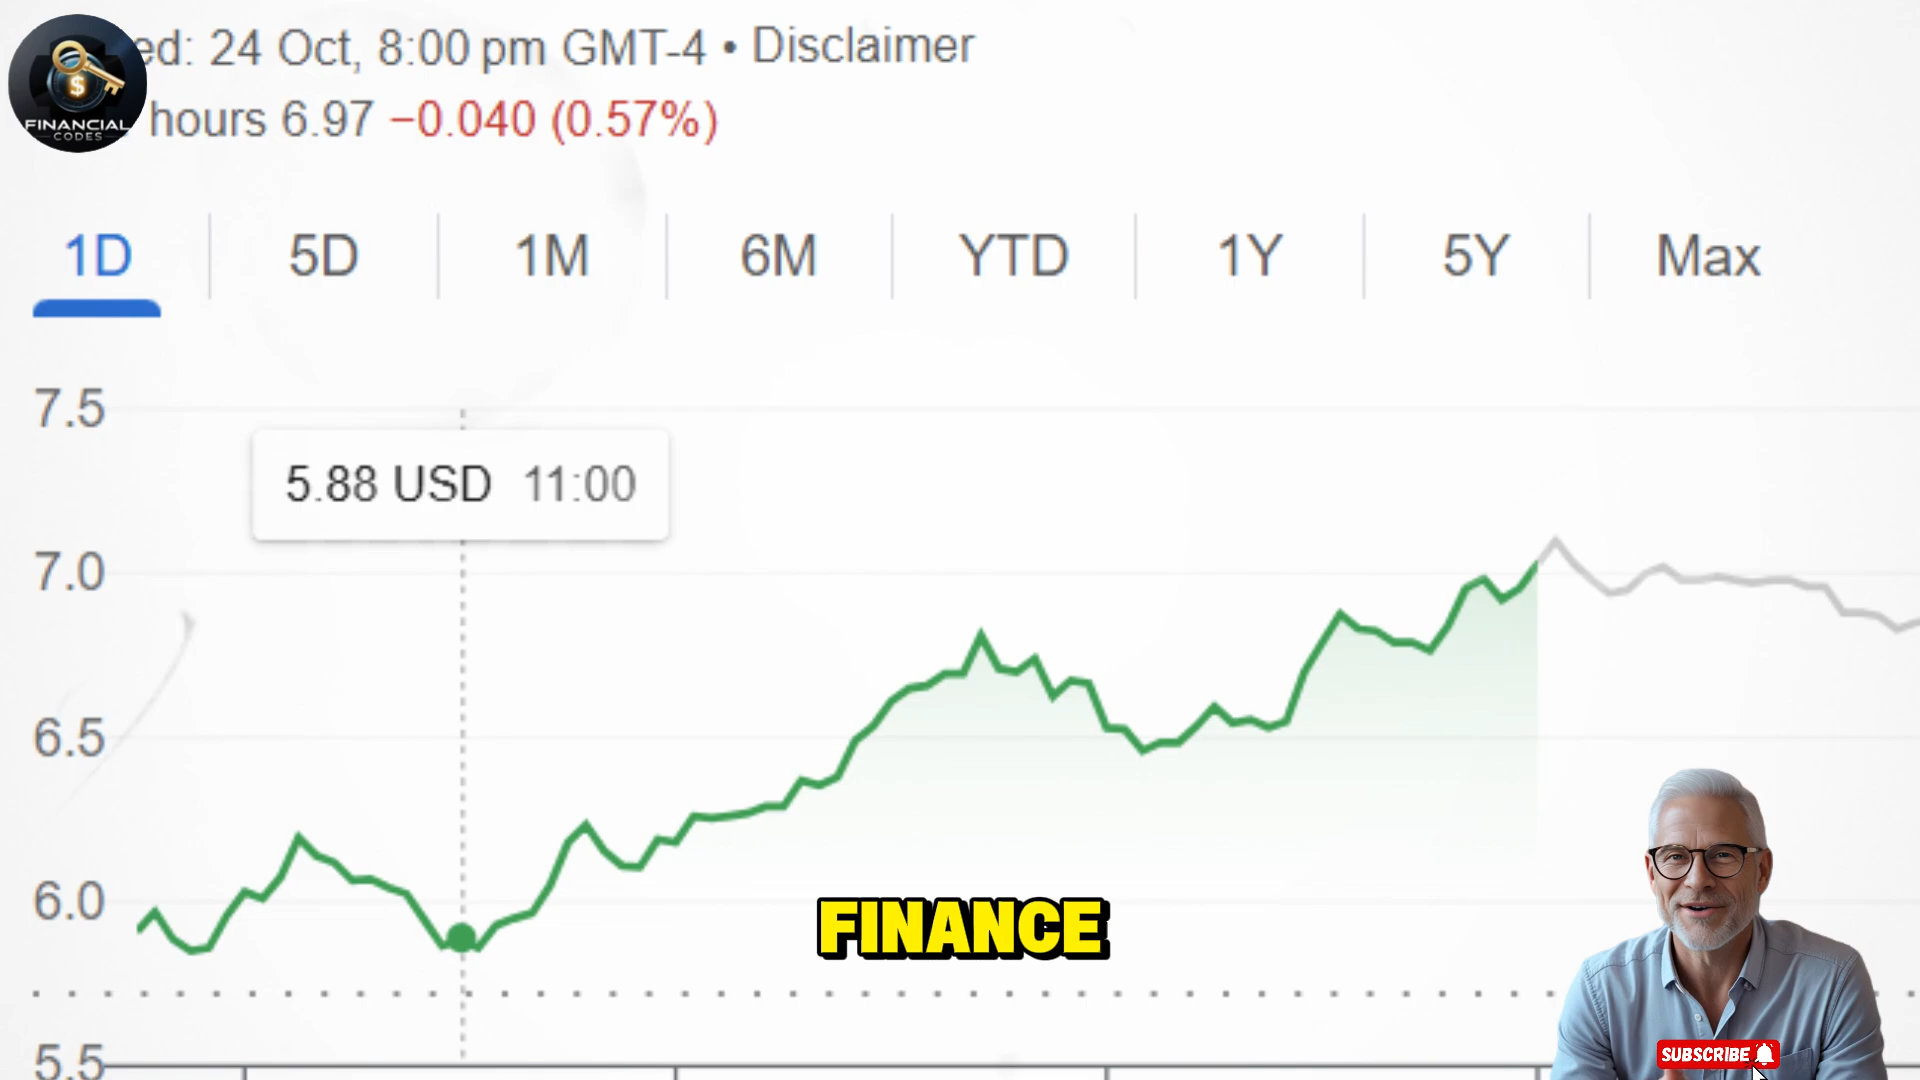 ed: 24 Oct, 8:00 pm GMT-4 • Disclaimer
hours 6.97 −0.040 (0.57%)
FINANCIAL
CODES
$
1D 5D 1M 6M YTD 1Y 5Y Max
7.5
5.88 USD 11:00
7.0
6.5
6.0
FINANCE
5.5
SUBSCRIBE